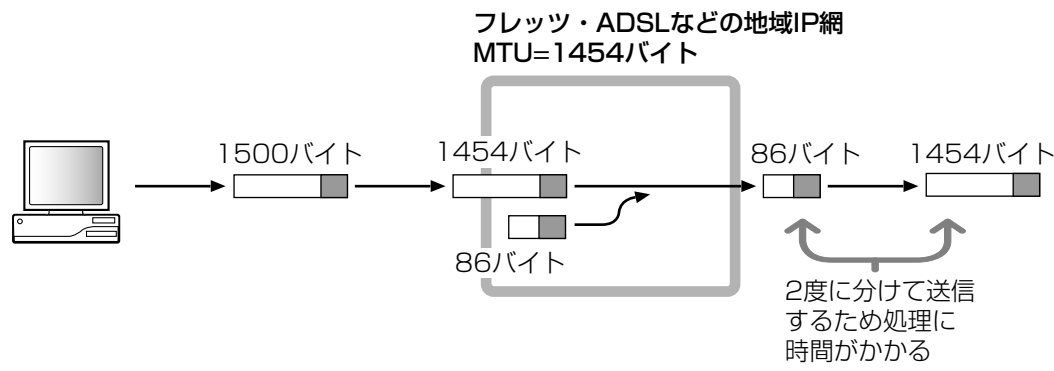 フレッツ・ADSLなどの地域IP網
MTU=1454バイト
1500バイト
1454バイト
86バイト
1454バイト
86バイト
2度に分けて送信
するため処理に
時間がかかる